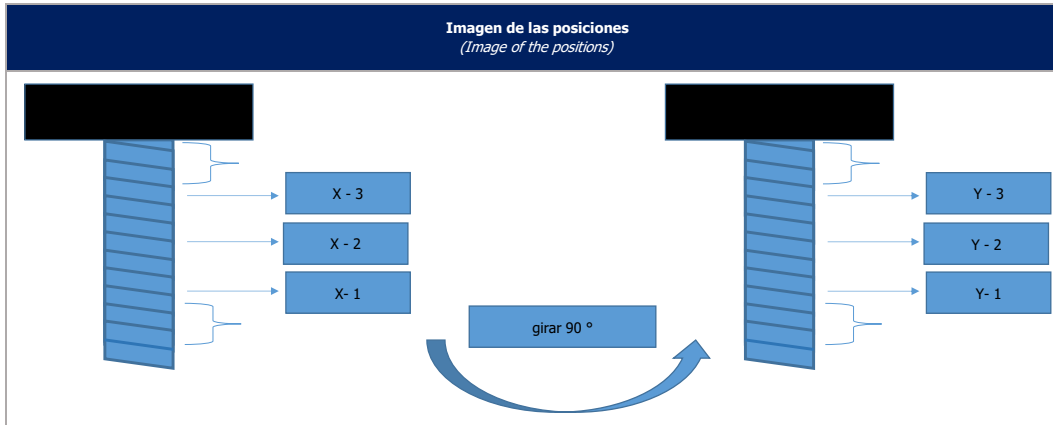 Imagen de las posiciones
(Image of the positions)
X - 3
X - 2
X- 1
girar 90 °
Y - 3
Y - 2
Y- 1